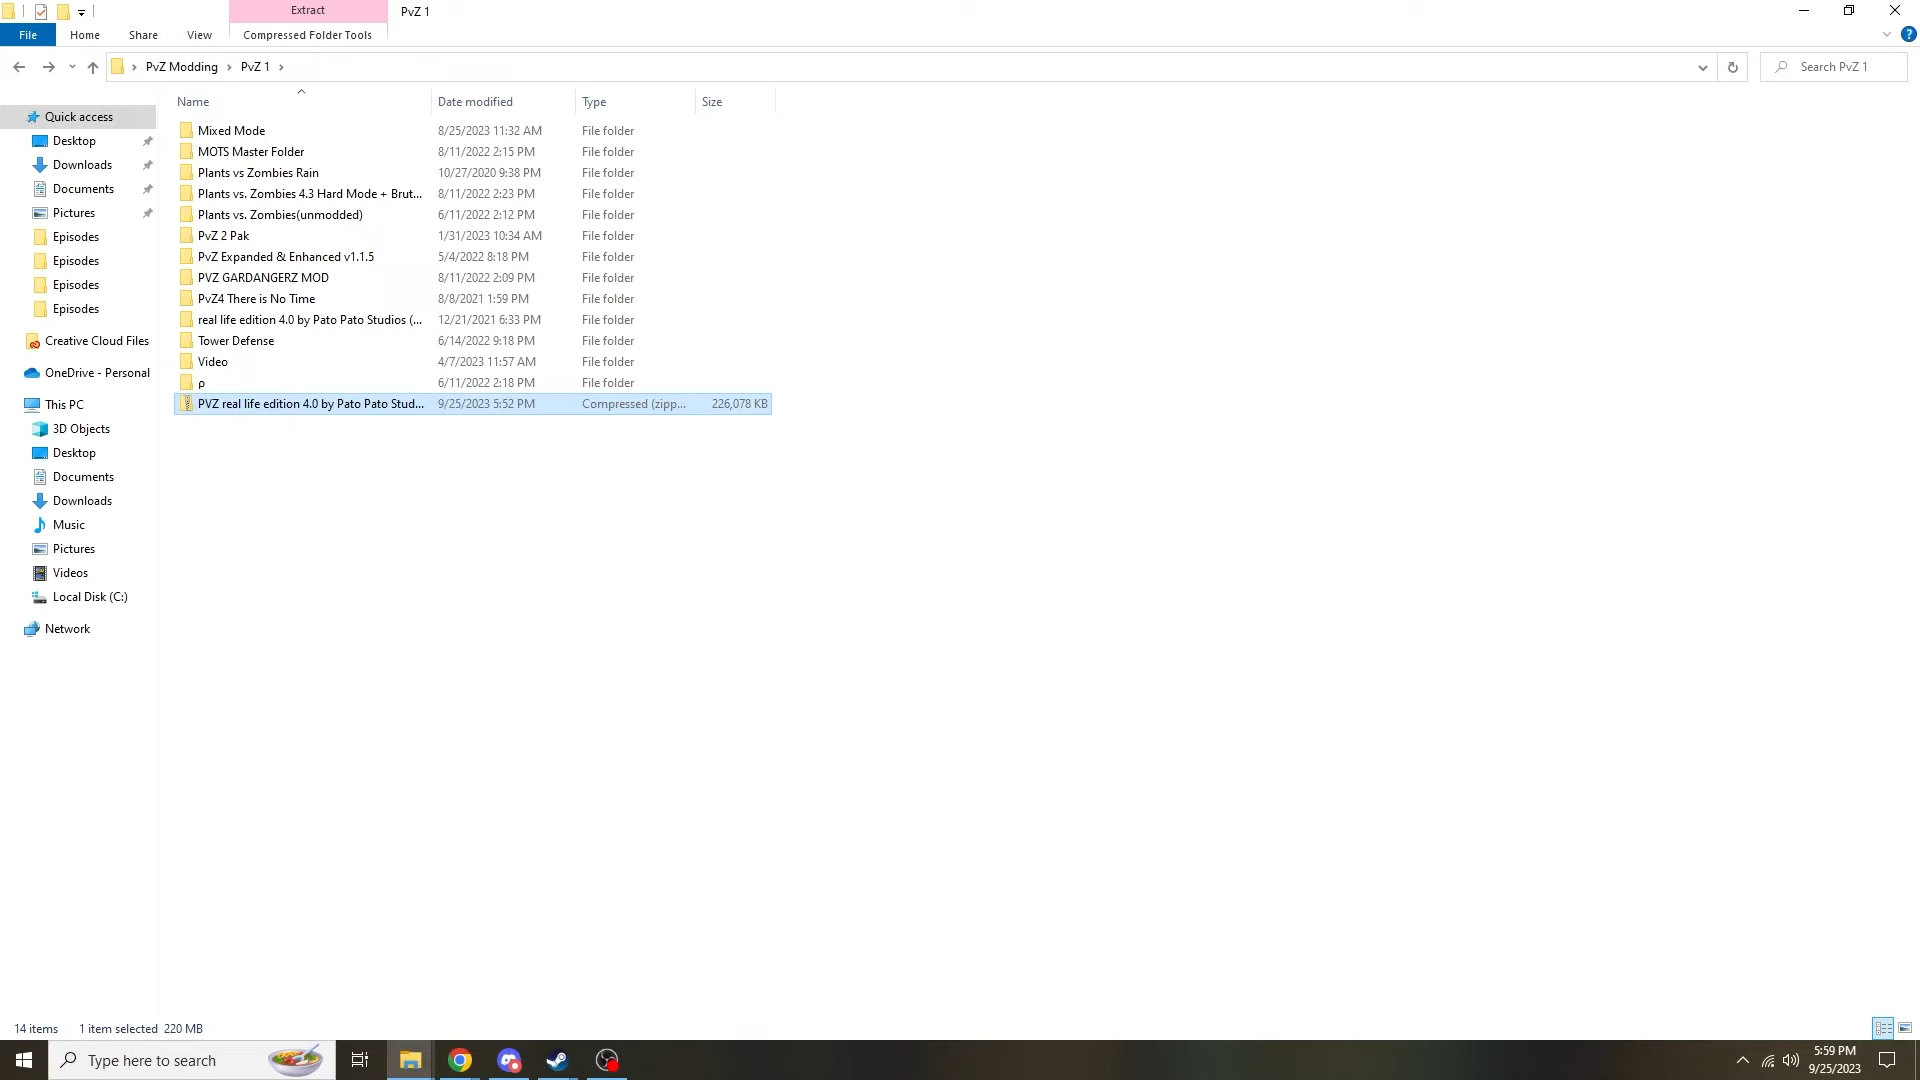 Extract
PvZ 1
File
Home
Share
View
Compressed Folder Tools
PvZ Modding
PvZ 1
Search PvZ 1
Name
Date modified
Type
Size
Quick access
Desktop
Downloads
Documents
Pictures
Episodes
Episodes
Episodes
Episodes
Creative Cloud Files
OneDrive - Personal
This PC
3D Objects
Desktop
Documents
Downloads
Music
Pictures
Videos
Local Disk (C:)
Network
Mixed Mode 8/25/2023 11:32 AM File folder
MOTS Master Folder 8/11/2022 2:15 PM File folder
Plants vs Zombies Rain 10/27/2020 9:38 PM File folder
Plants vs. Zombies 4.3 Hard Mode + Brut... 8/11/2022 2:23 PM File folder
Plants vs. Zombies(unmodded) 6/11/2022 2:12 PM File folder
PvZ 2 Pak 1/31/2023 10:34 AM File folder
PvZ Expanded & Enhanced v1.1.5 5/4/2022 8:18 PM File folder
PVZ GARDANGERZ MOD 8/11/2022 2:09 PM File folder
PvZ4 There is No Time 8/8/2021 1:59 PM File folder
real life edition 4.0 by Pato Pato Studios (... 12/21/2021 6:33 PM File folder
Tower Defense 6/14/2022 9:18 PM File folder
Video 4/7/2023 11:57 AM File folder
ρ 6/11/2022 2:18 PM File folder
PVZ real life edition 4.0 by Pato Pato Stud... 9/25/2023 5:52 PM Compressed (zipp... 226,078 KB
14 items 1 item selected 220 MB
Type here to search
5:59 PM
9/25/2023